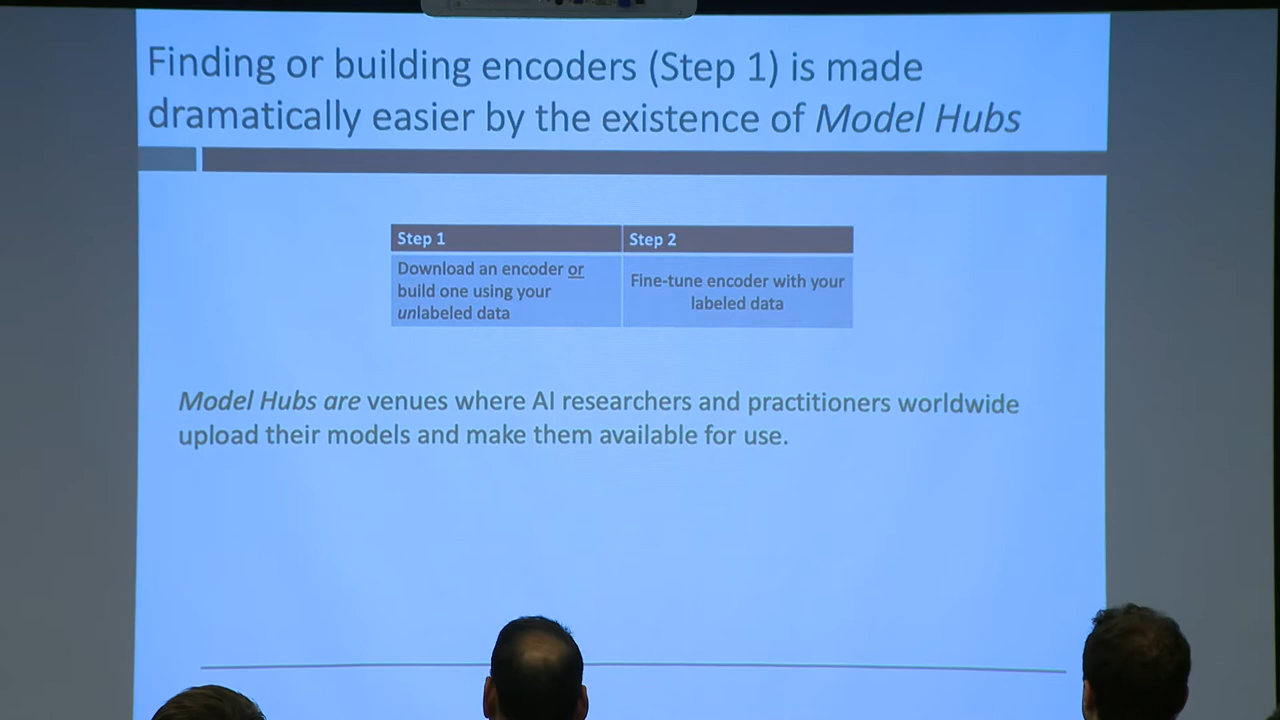 Finding or building encoders (Step 1) is made
dramatically easier by the existence of Model Hubs
Step 1
Step 2
Download an encoder or
build one using your
unlabeled data
Fine-tune encoder with your
labeled data
Model Hubs are venues where AI researchers and practitioners worldwide
upload their models and make them available for use.